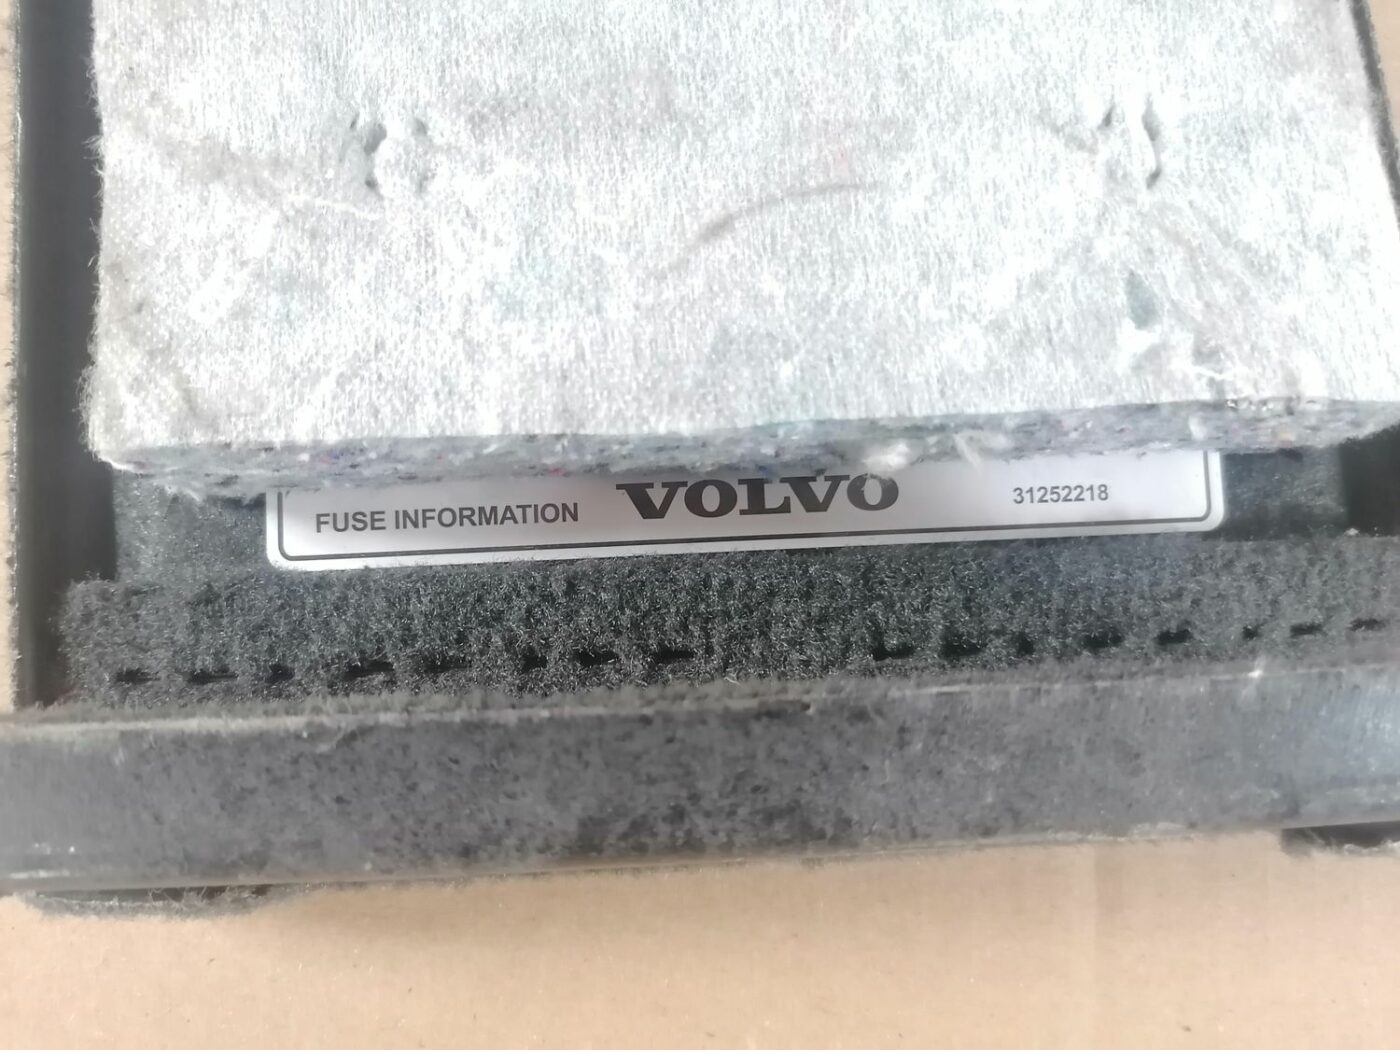 FUSE INFORMATION VOLVO 31252218